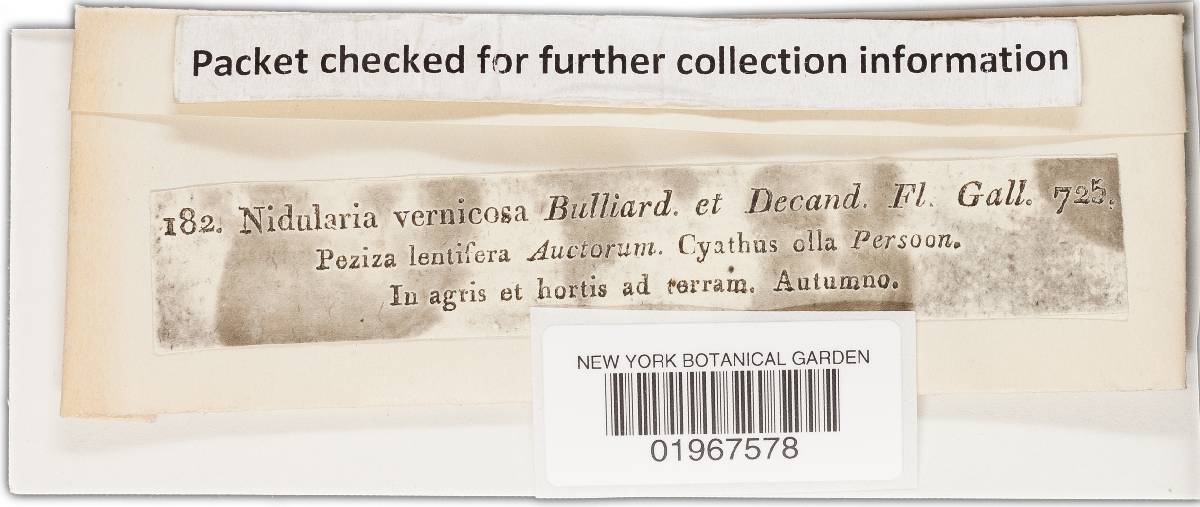 Packet checked for further collection information
182. Nidularia vernicosa Bulliard. et Decand. Fl. Gall. 725.
Peziza lentifera Auctorum. Cyathus olla Persoon.
In agris et hortis ad terram. Autumno.
NEW YORK BOTANICAL GARDEN
01967578